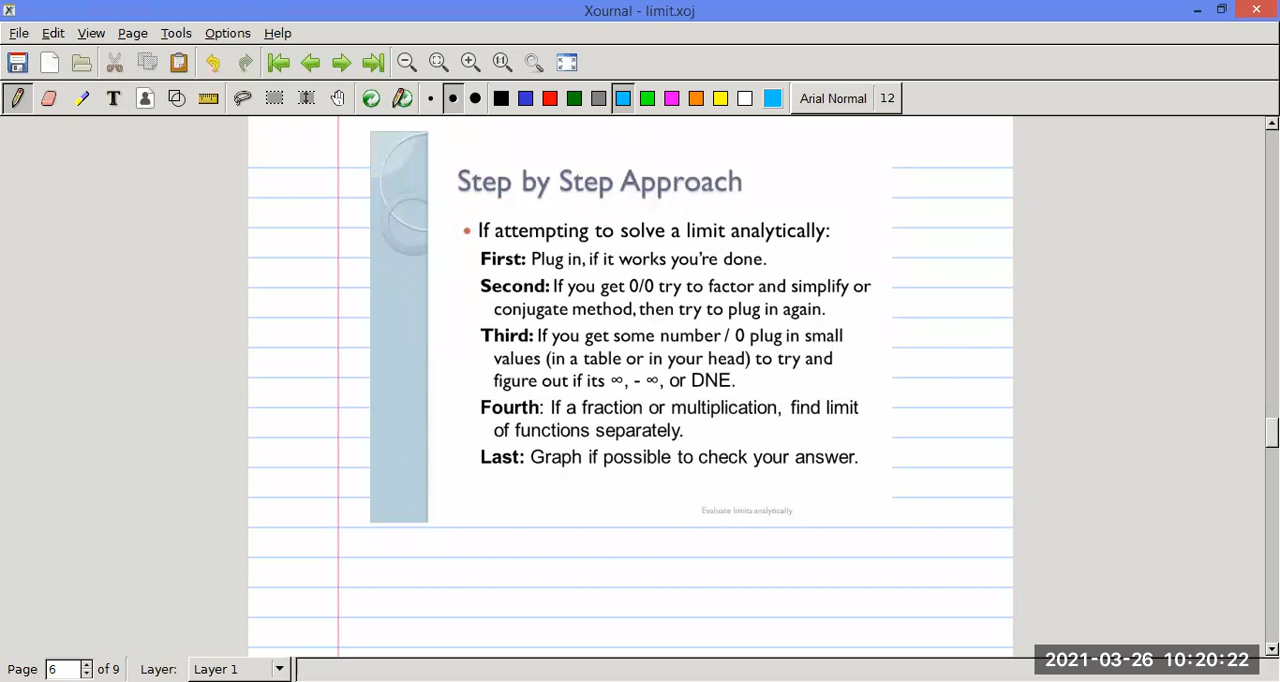 Xournal - limit.xoj
File Edit View Page Tools Options Help
Arial Normal 12
Step by Step Approach
• If attempting to solve a limit analytically:
First: Plug in, if it works you're done.
Second: If you get 0/0 try to factor and simplify or
conjugate method, then try to plug in again.
Third: If you get some number / 0 plug in small
values (in a table or in your head) to try and
figure out if its ∞, - ∞, or DNE.
Fourth: If a fraction or multiplication, find limit
of functions separately.
Last: Graph if possible to check your answer.
Evaluate limits analytically
Page 6 of 9 Layer: Layer 1
2021-03-26 10:20:22